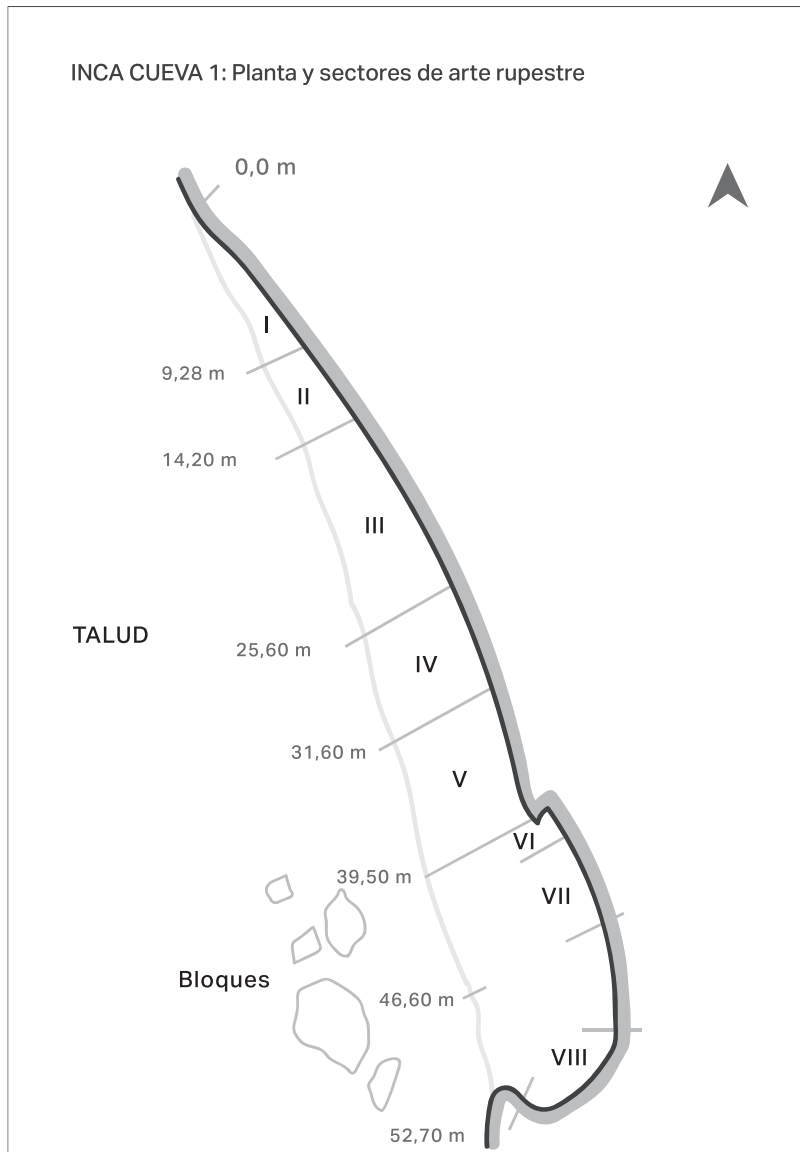 INCA CUEVA 1: Planta y sectores de arte rupestre
0,0 m
I
9,28 m
II
14,20 m
III
TALUD
25,60 m
IV
31,60 m
V
VI
39,50 m
VII
Bloques
46,60 m
VIII
52,70 m